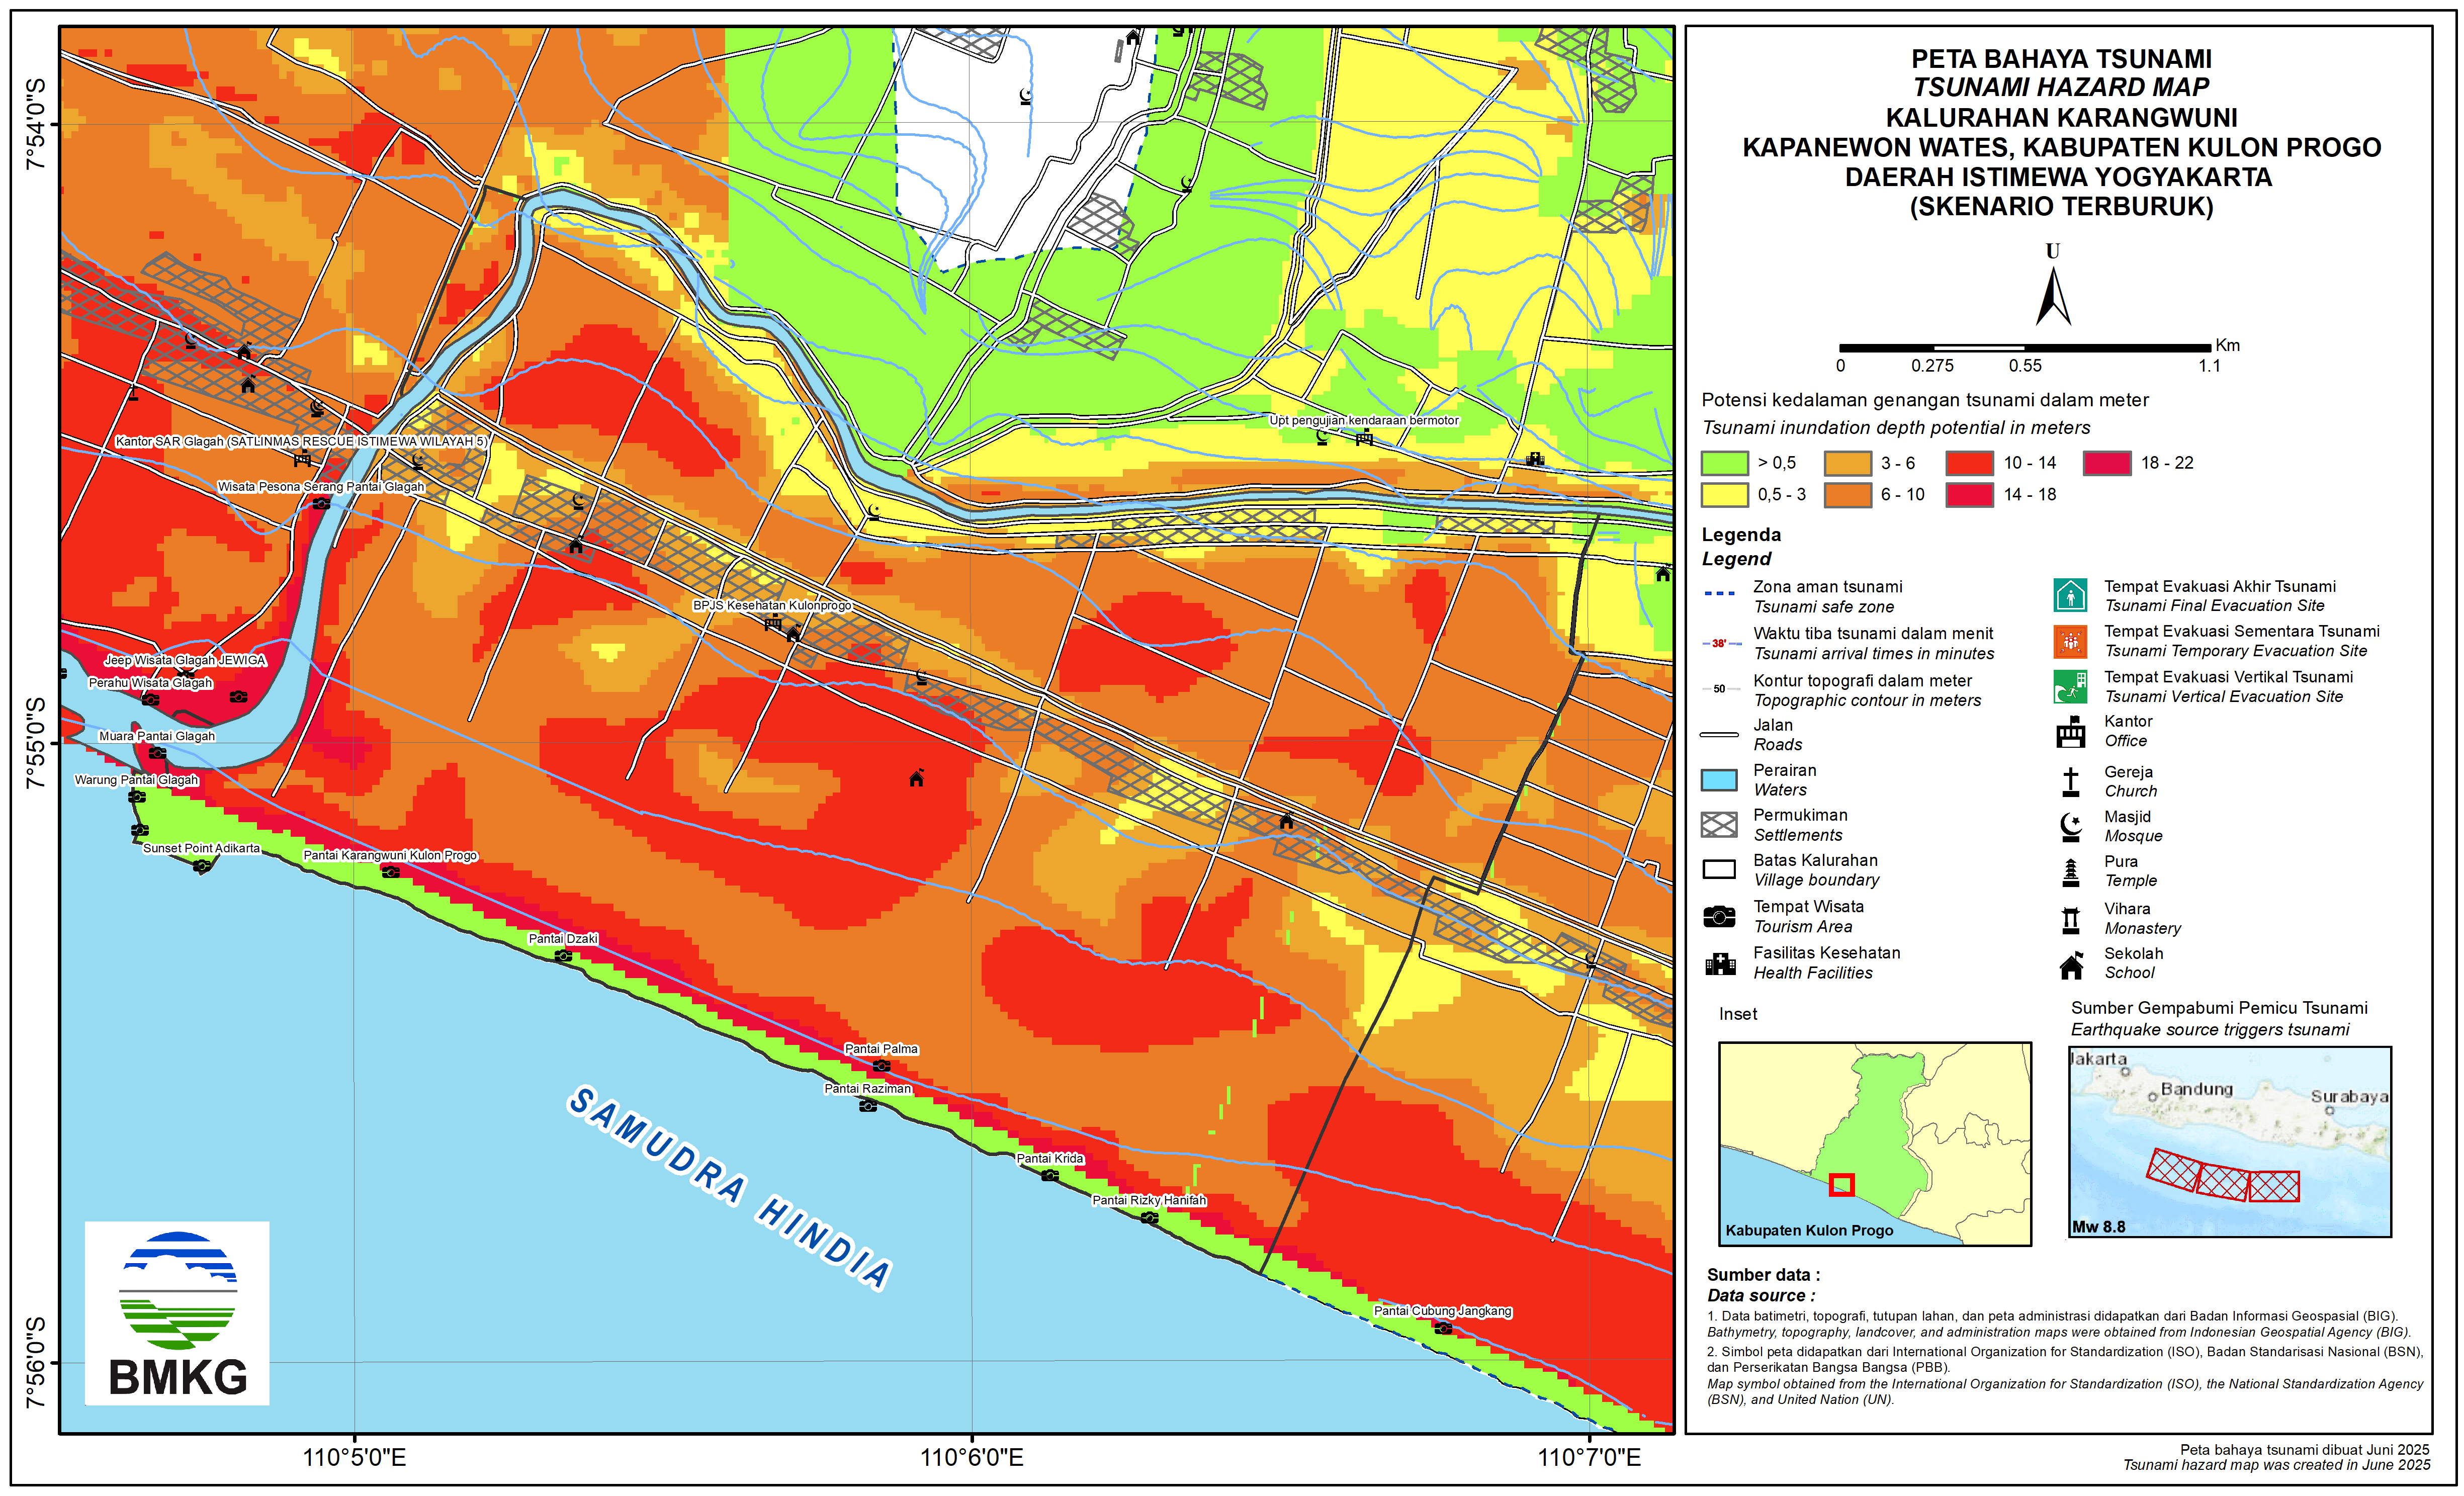 PETA BAHAYA TSUNAMI
TSUNAMI HAZARD MAP
KALURAHAN KARANGWUNI
KAPANEWON WATES, KABUPATEN KULON PROGO
DAERAH ISTIMEWA YOGYAKARTA
(SKENARIO TERBURUK)
U
Km
0 0.275 0.55 1.1
Potensi kedalaman genangan tsunami dalam meter
Tsunami inundation depth potential in meters
> 0,5 3 - 6 10 - 14 18 - 22
0,5 - 3 6 - 10 14 - 18
Legenda
Legend
Zona aman tsunami
Tsunami safe zone
38'
Waktu tiba tsunami dalam menit
Tsunami arrival times in minutes
50
Kontur topografi dalam meter
Topographic contour in meters
Jalan
Roads
Perairan
Waters
Permukiman
Settlements
Batas Kalurahan
Village boundary
Tempat Wisata
Tourism Area
Fasilitas Kesehatan
Health Facilities
Tempat Evakuasi Akhir Tsunami
Tsunami Final Evacuation Site
Tempat Evakuasi Sementara Tsunami
Tsunami Temporary Evacuation Site
Tempat Evakuasi Vertikal Tsunami
Tsunami Vertical Evacuation Site
Kantor
Office
Gereja
Church
Masjid
Mosque
Pura
Temple
Vihara
Monastery
Sekolah
School
Inset
Kabupaten Kulon Progo
Sumber Gempabumi Pemicu Tsunami
Earthquake source triggers tsunami
Jakarta
Bandung
Surabaya
Mw 8.8
Sumber data :
Data source :
1. Data batimetri, topografi, tutupan lahan, dan peta administrasi didapatkan dari Badan Informasi Geospasial (BIG).
Bathymetry, topography, landcover, and administration maps were obtained from Indonesian Geospatial Agency (BIG).
2. Simbol peta didapatkan dari International Organization for Standardization (ISO), Badan Standarisasi Nasional (BSN),
dan Perserikatan Bangsa Bangsa (PBB).
Map symbol obtained from the International Organization for Standardization (ISO), the National Standardization Agency
(BSN), and United Nation (UN).
Peta bahaya tsunami dibuat Juni 2025
Tsunami hazard map was created in June 2025
7°54'0"S
7°55'0"S
7°56'0"S
110°5'0"E
110°6'0"E
110°7'0"E
Upt pengujian kendaraan bermotor
Kantor SAR Glagah (SATLINMAS RESCUE ISTIMEWA WILAYAH 5)
Wisata Pesona Serang Pantai Glagah
BPJS Kesehatan Kulonprogo
Jeep Wisata Glagah JEWIGA
Perahu Wisata Glagah
Muara Pantai Glagah
Warung Pantai Glagah
Sunset Point Adikarta
Pantai Karangwuni Kulon Progo
Pantai Dzaki
Pantai Palma
Pantai Raziman
Pantai Krida
Pantai Rizky Hanifah
Pantai Cubung Jangkang
SAMUDRA HINDIA
BMKG